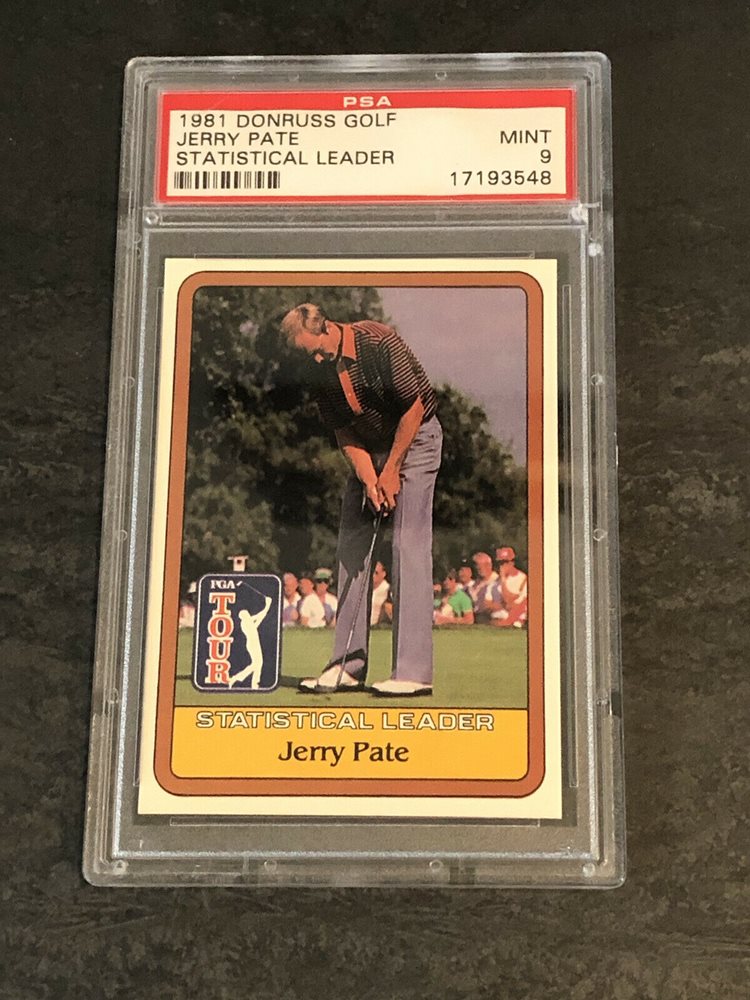 PSA
1981 DONRUSS GOLF
JERRY PATE MINT
STATISTICAL LEADER 9
17193548
PGA
TOUR
STATISTICAL LEADER
Jerry Pate